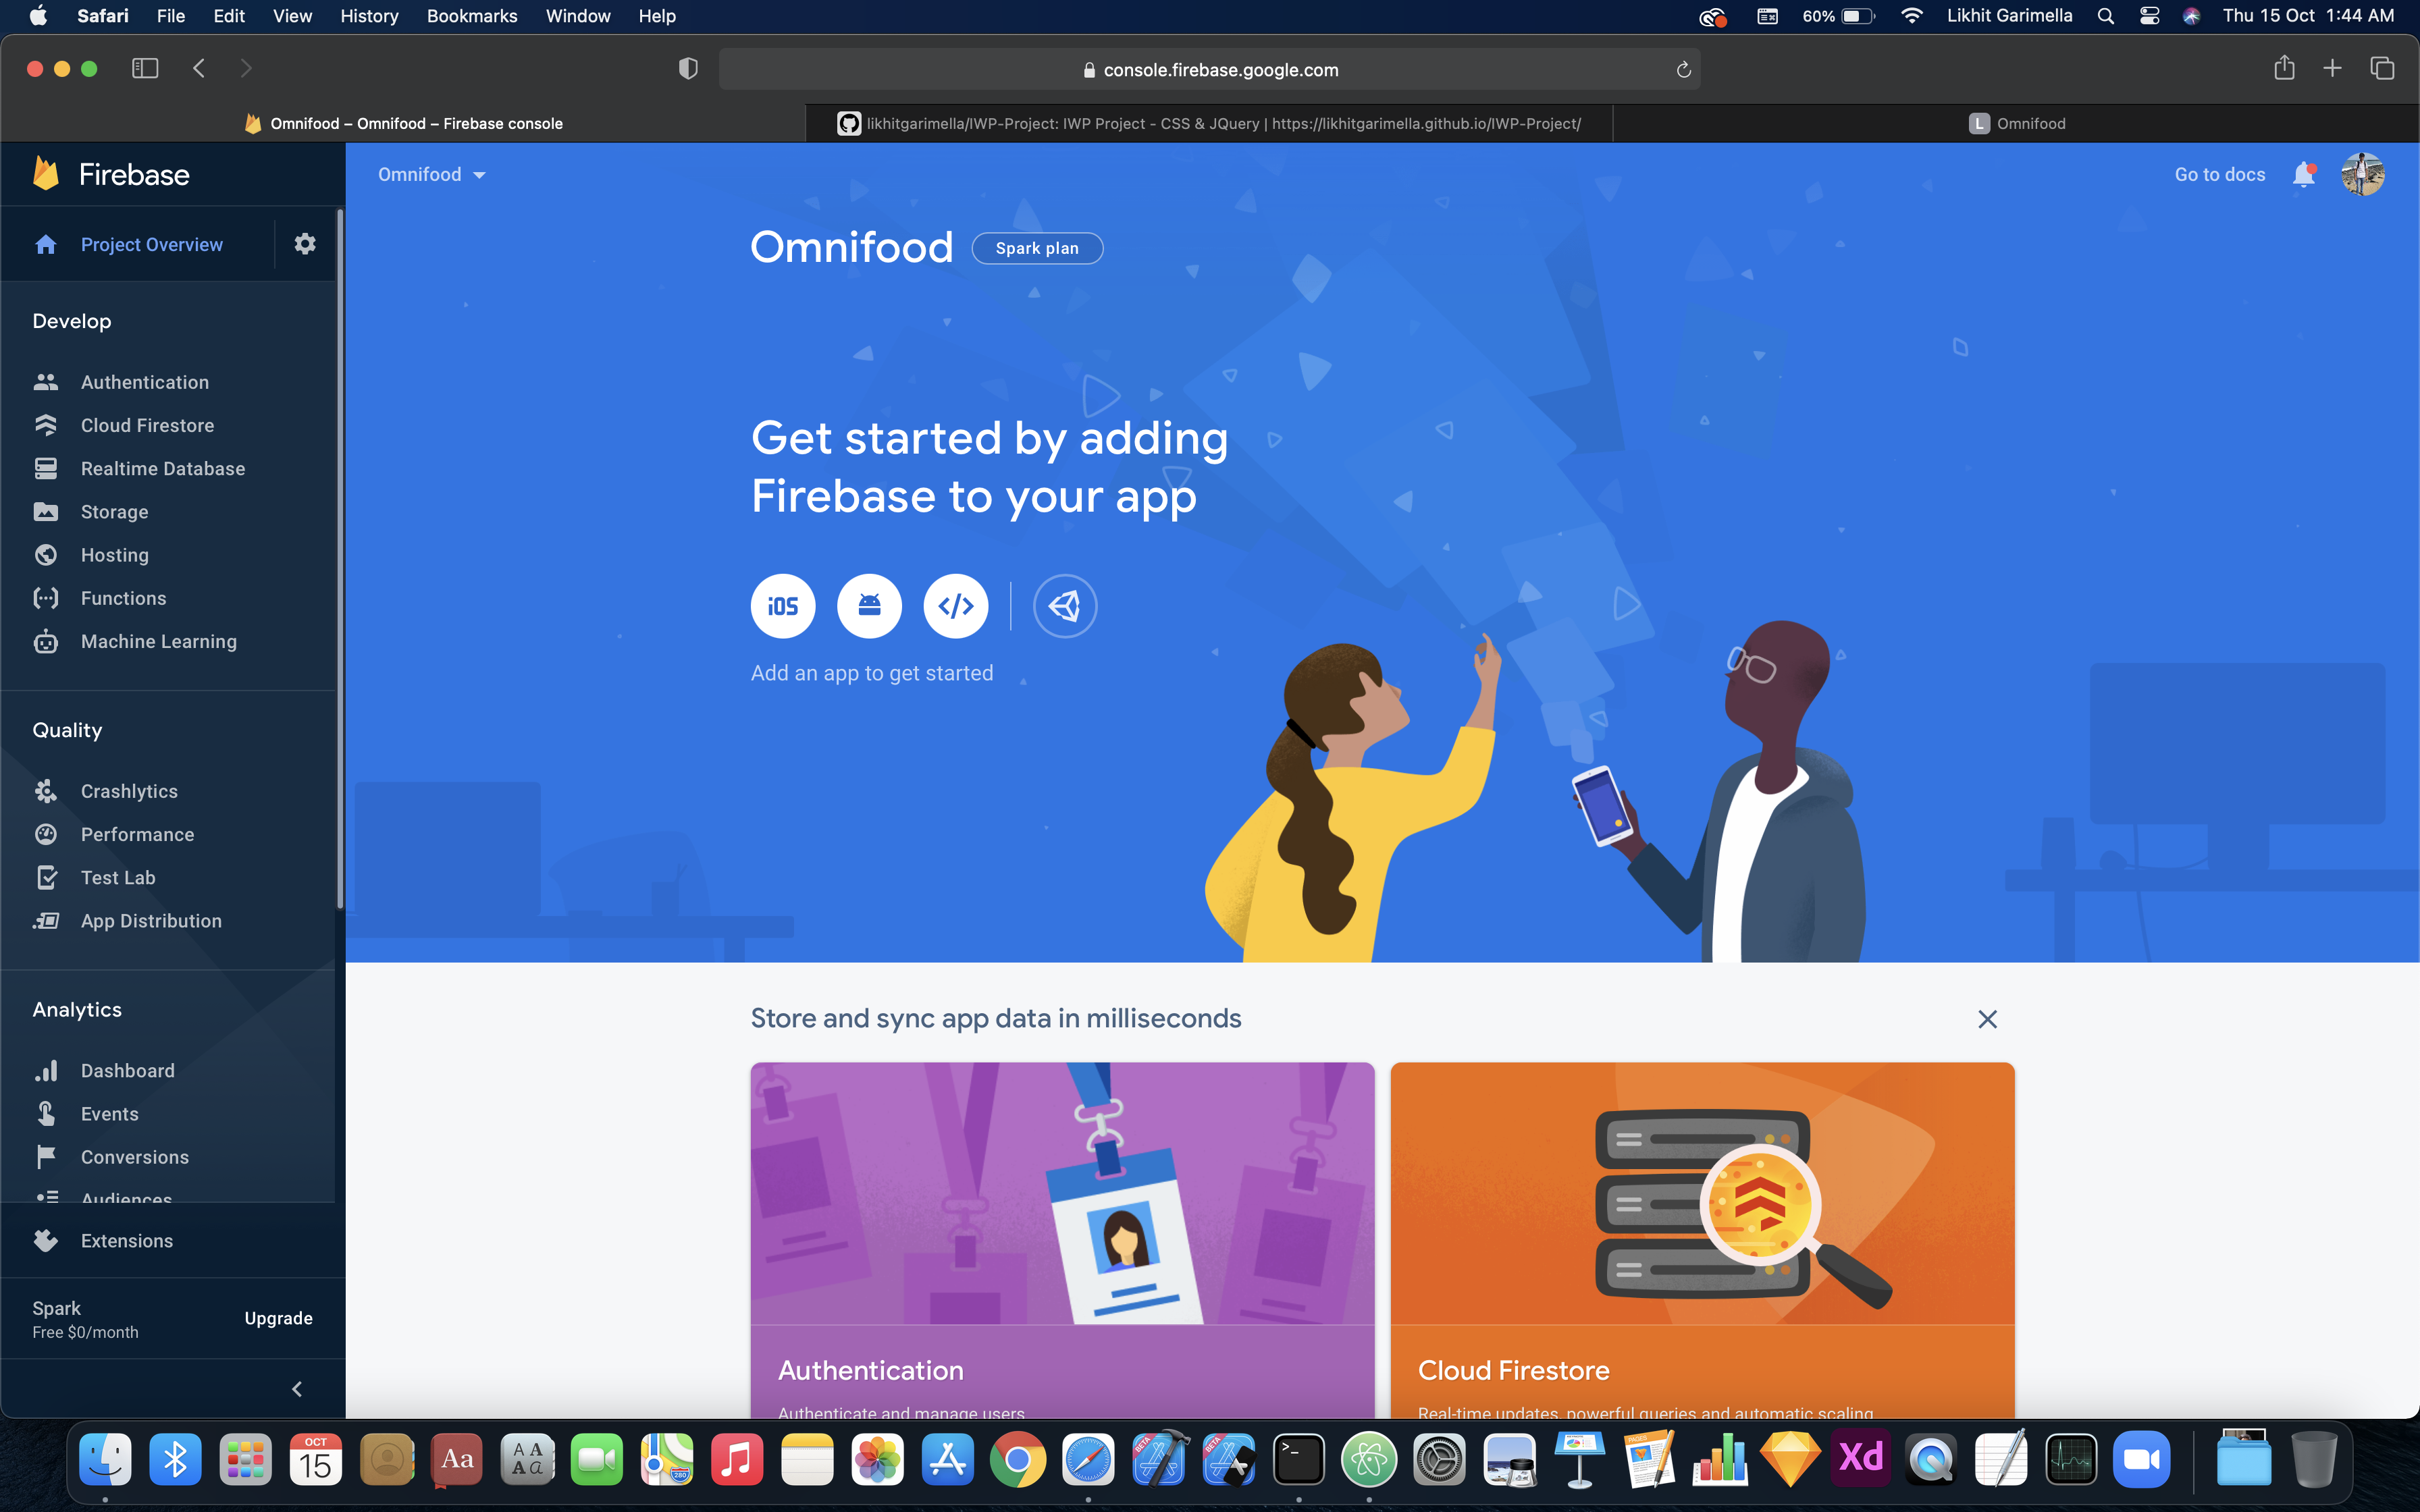 Safari File Edit View History Bookmarks Window Help
60% Likhit Garimella Thu 15 Oct 1:44 AM
console.firebase.google.com
Omnifood – Omnifood – Firebase console
likhitgarimella/IWP-Project: IWP Project - CSS & JQuery | https://likhitgarimella.github.io/IWP-Project/
L Omnifood
Firebase
Omnifood
Go to docs
Project Overview
Omnifood
Spark plan
Develop
Authentication
Cloud Firestore
Realtime Database
Storage
Hosting
Functions
Machine Learning
Get started by adding
Firebase to your app
iOS
Add an app to get started
Quality
Crashlytics
Performance
Test Lab
App Distribution
Analytics
Dashboard
Events
Conversions
Audiences
Extensions
Spark
Free $0/month
Upgrade
Store and sync app data in milliseconds
Authentication
Authenticate and manage users
Cloud Firestore
Real-time updates, powerful queries and automatic scaling
OCT
15
Aa
AA
Aa
280
BETA
BETA
>_
PAGES
Xd